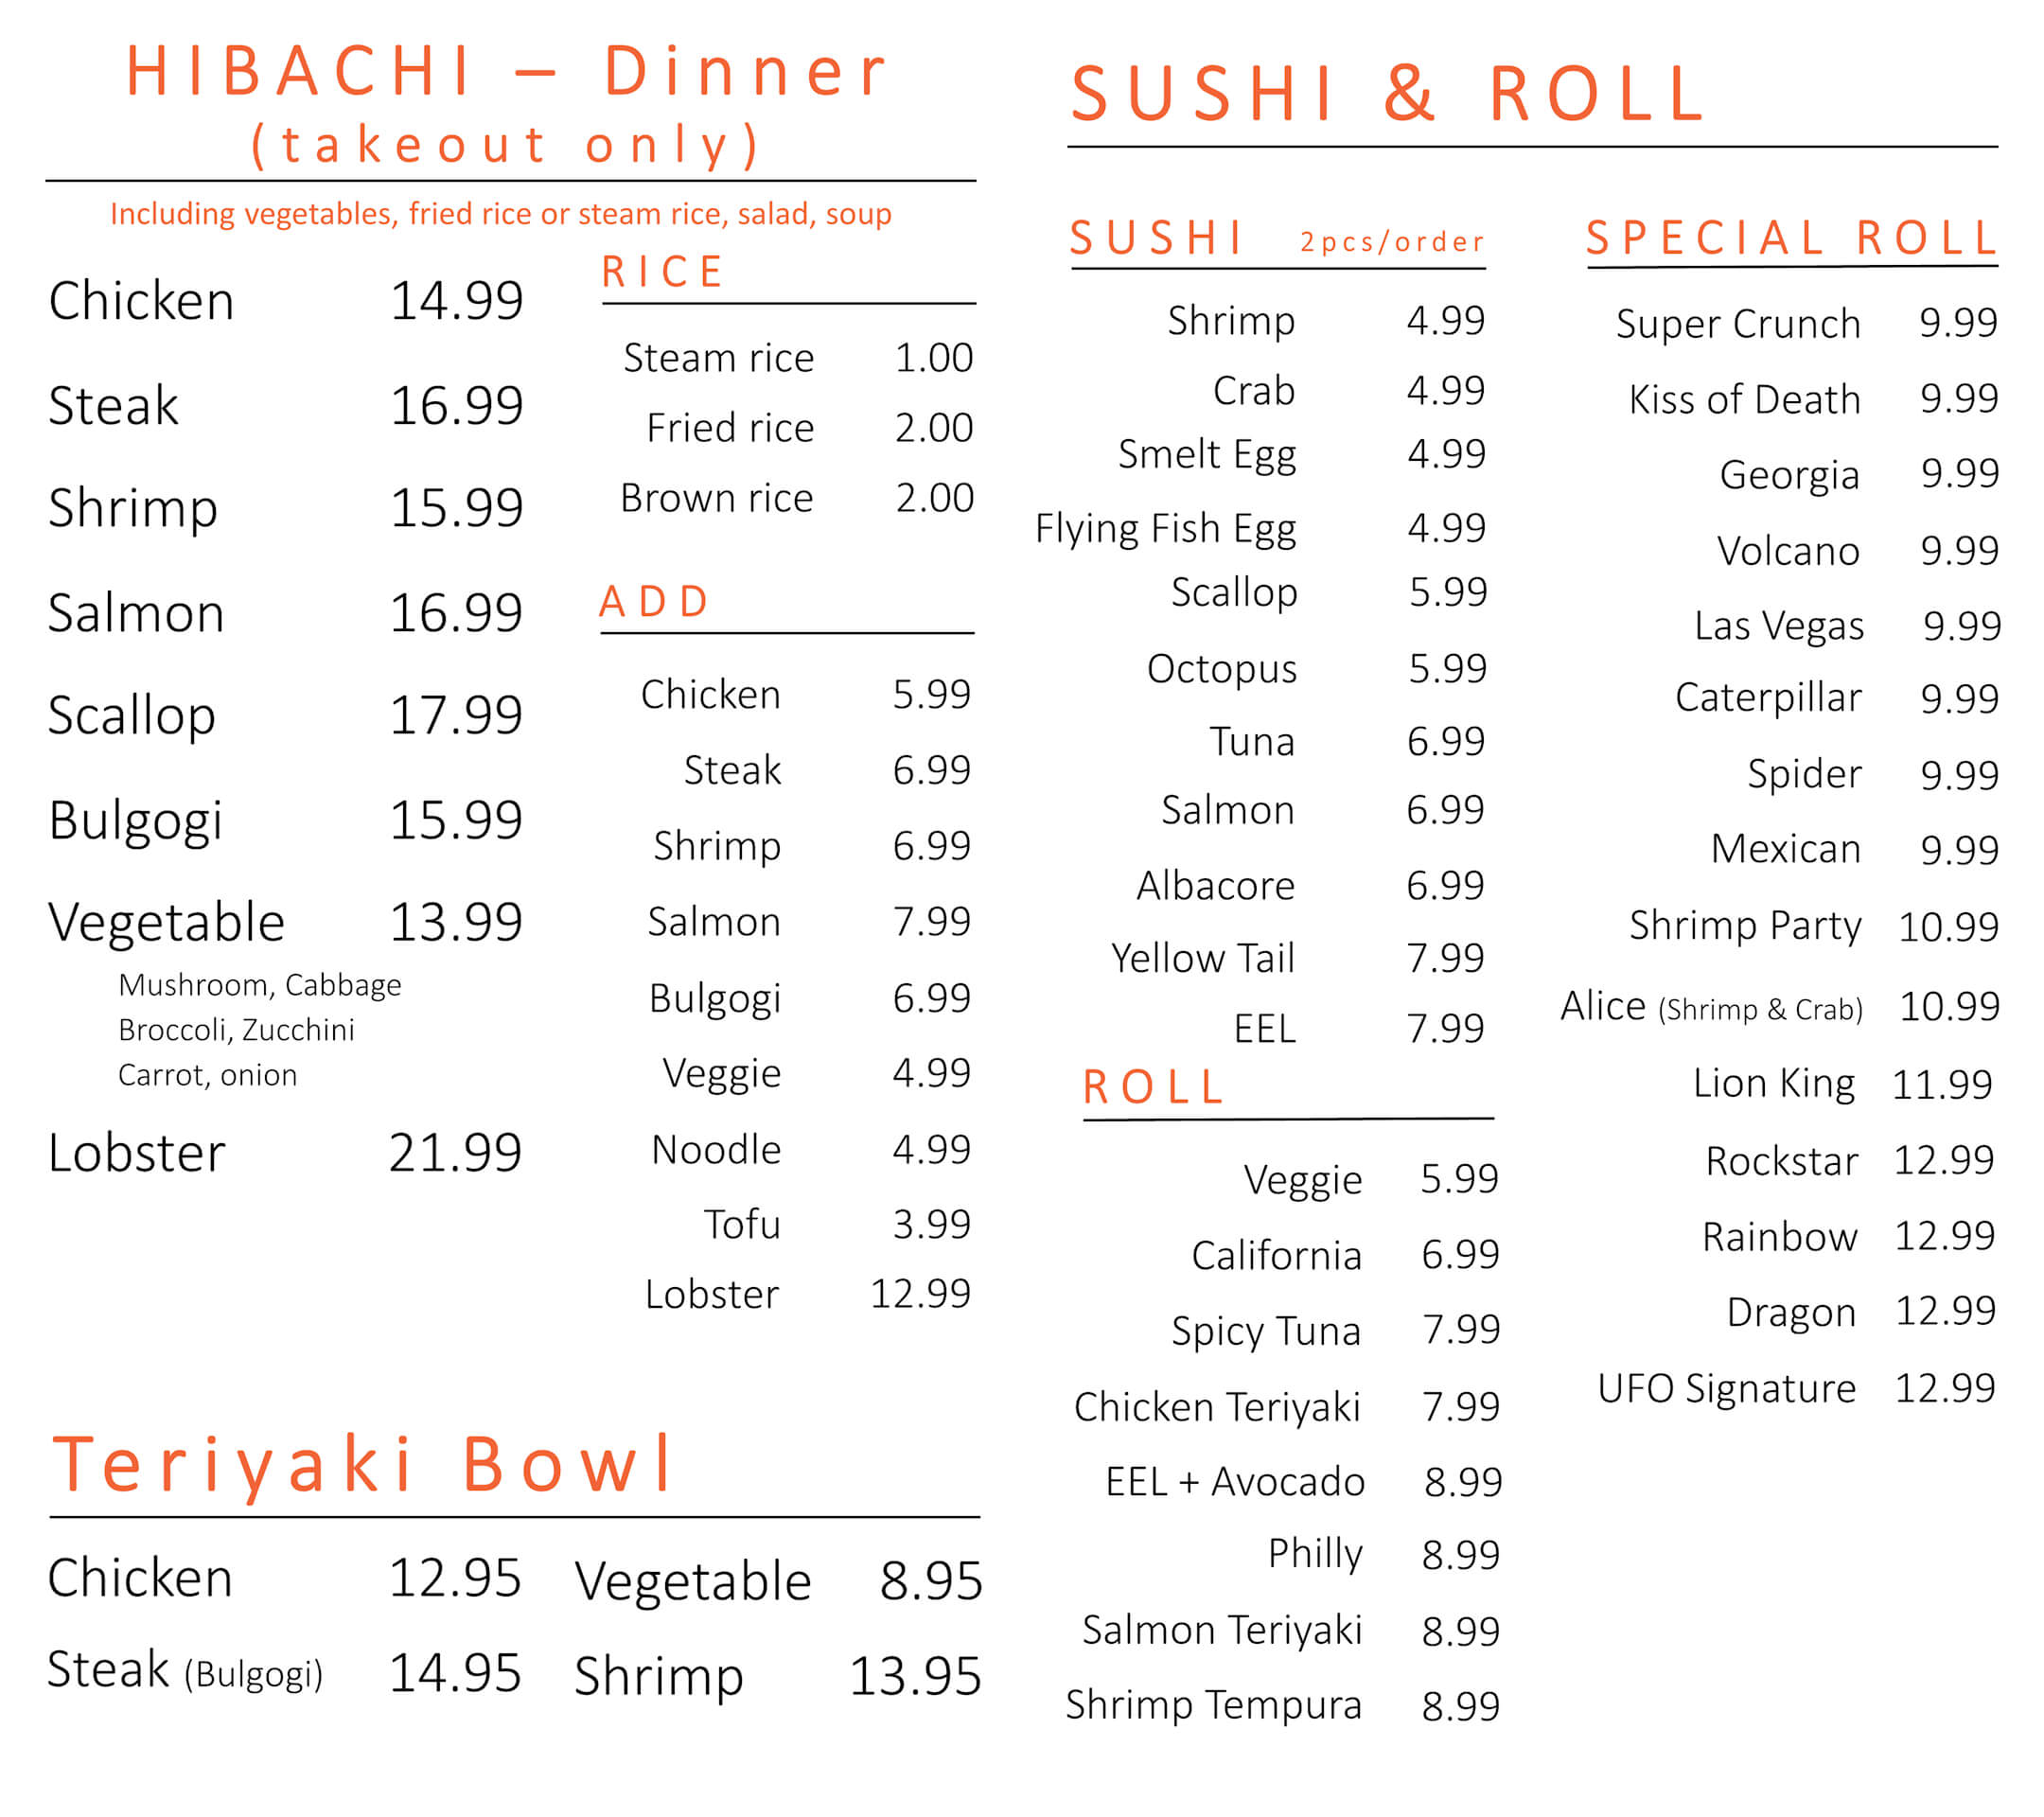 HIBACHI – Dinner
(takeout only)
Including vegetables, fried rice or steam rice, salad, soup
Chicken 14.99
Steak 16.99
Shrimp 15.99
Salmon 16.99
Scallop 17.99
Bulgogi 15.99
Vegetable 13.99
Mushroom, Cabbage
Broccoli, Zucchini
Carrot, onion
Lobster 21.99
RICE
Steam rice 1.00
Fried rice 2.00
Brown rice 2.00
ADD
Chicken 5.99
Steak 6.99
Shrimp 6.99
Salmon 7.99
Bulgogi 6.99
Veggie 4.99
Noodle 4.99
Tofu 3.99
Lobster 12.99
Teriyaki Bowl
Chicken 12.95
Steak (Bulgogi) 14.95
Vegetable 8.95
Shrimp 13.95
SUSHI & ROLL
SUSHI 2pcs/order
Shrimp 4.99
Crab 4.99
Smelt Egg 4.99
Flying Fish Egg 4.99
Scallop 5.99
Octopus 5.99
Tuna 6.99
Salmon 6.99
Albacore 6.99
Yellow Tail 7.99
EEL 7.99
ROLL
Veggie 5.99
California 6.99
Spicy Tuna 7.99
Chicken Teriyaki 7.99
EEL + Avocado 8.99
Philly 8.99
Salmon Teriyaki 8.99
Shrimp Tempura 8.99
SPECIAL ROLL
Super Crunch 9.99
Kiss of Death 9.99
Georgia 9.99
Volcano 9.99
Las Vegas 9.99
Caterpillar 9.99
Spider 9.99
Mexican 9.99
Shrimp Party 10.99
Alice (Shrimp & Crab) 10.99
Lion King 11.99
Rockstar 12.99
Rainbow 12.99
Dragon 12.99
UFO Signature 12.99